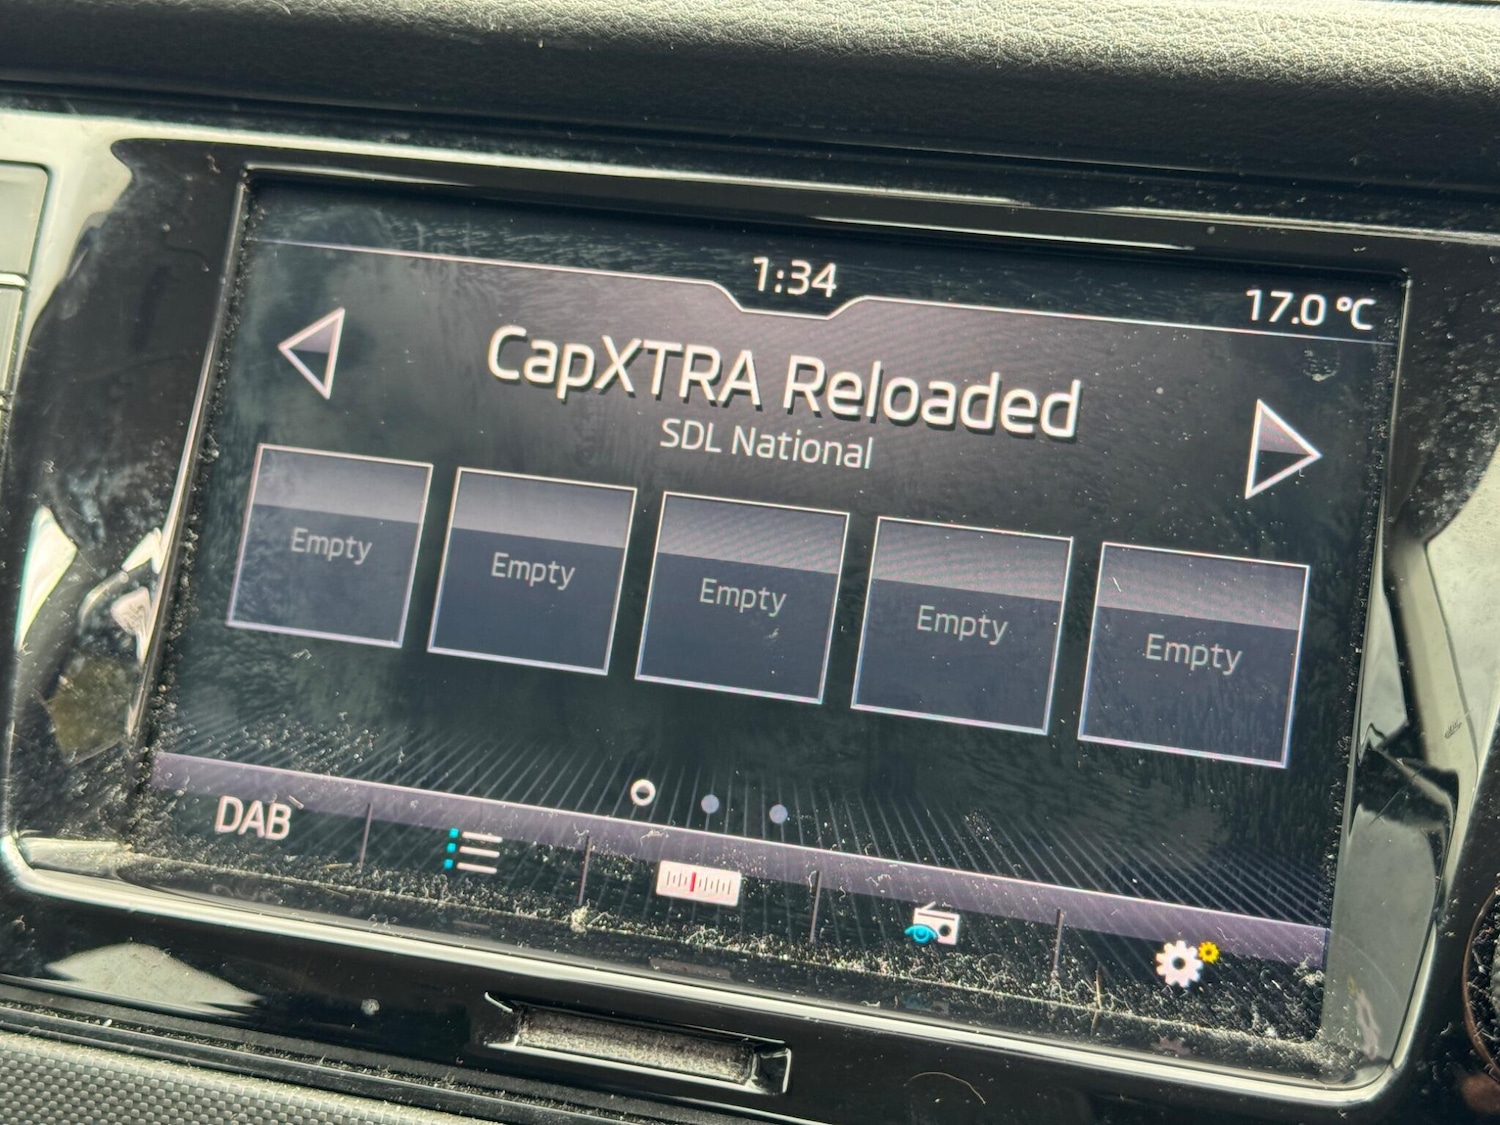 1:34
17.0 °C
CapXTRA Reloaded
SDL National
Empty
Empty
Empty
Empty
Empty
DAB